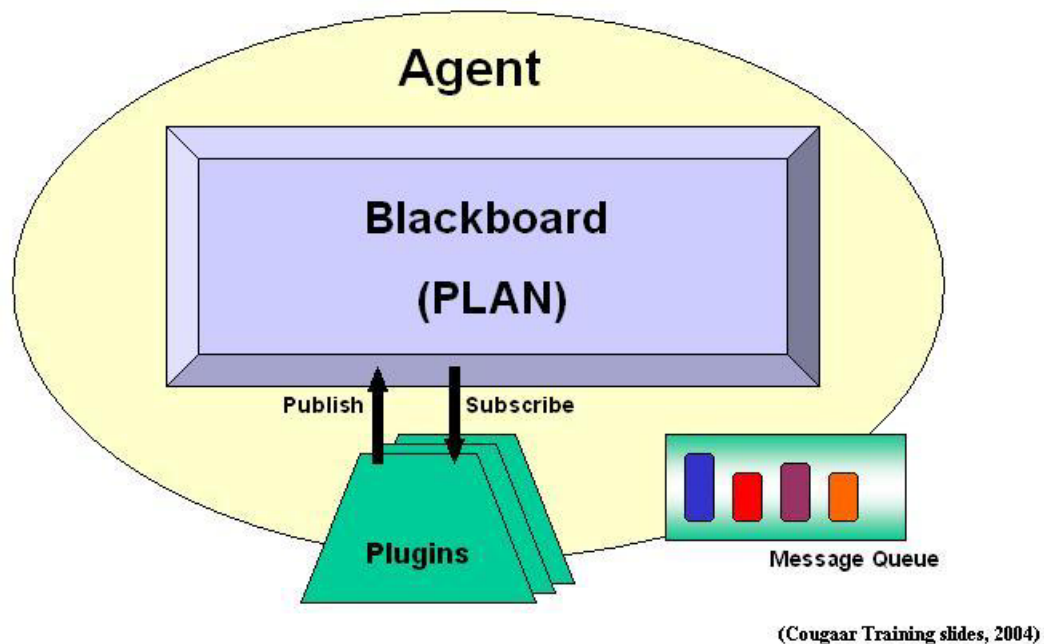 Agent
Blackboard
(PLAN)
Publish
Subscribe
Plugins
Message Queue
(Cougaar Training slides, 2004)